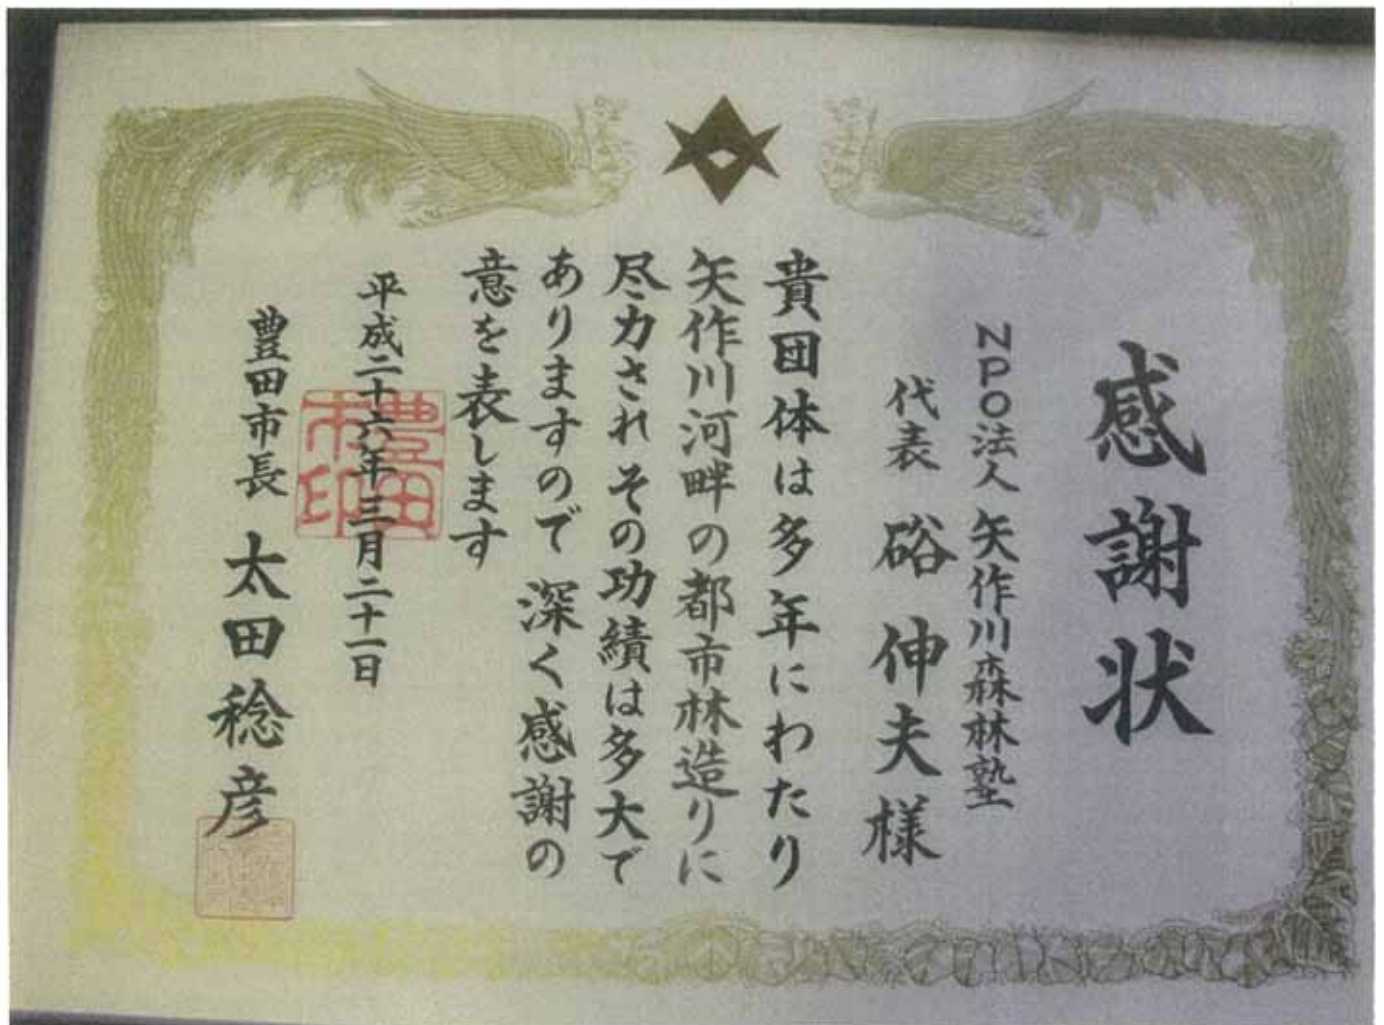 感謝状
NPO法人 矢作川森林塾
代表 硲 伸夫様
貴団体は多年にわたり
矢作川河畔の都市林造りに
尽力されその功績は多大で
ありますので 深く感謝の
意を表します
平成二十六年三月二十一日
豊田市印
豊田市長 太田稔彦